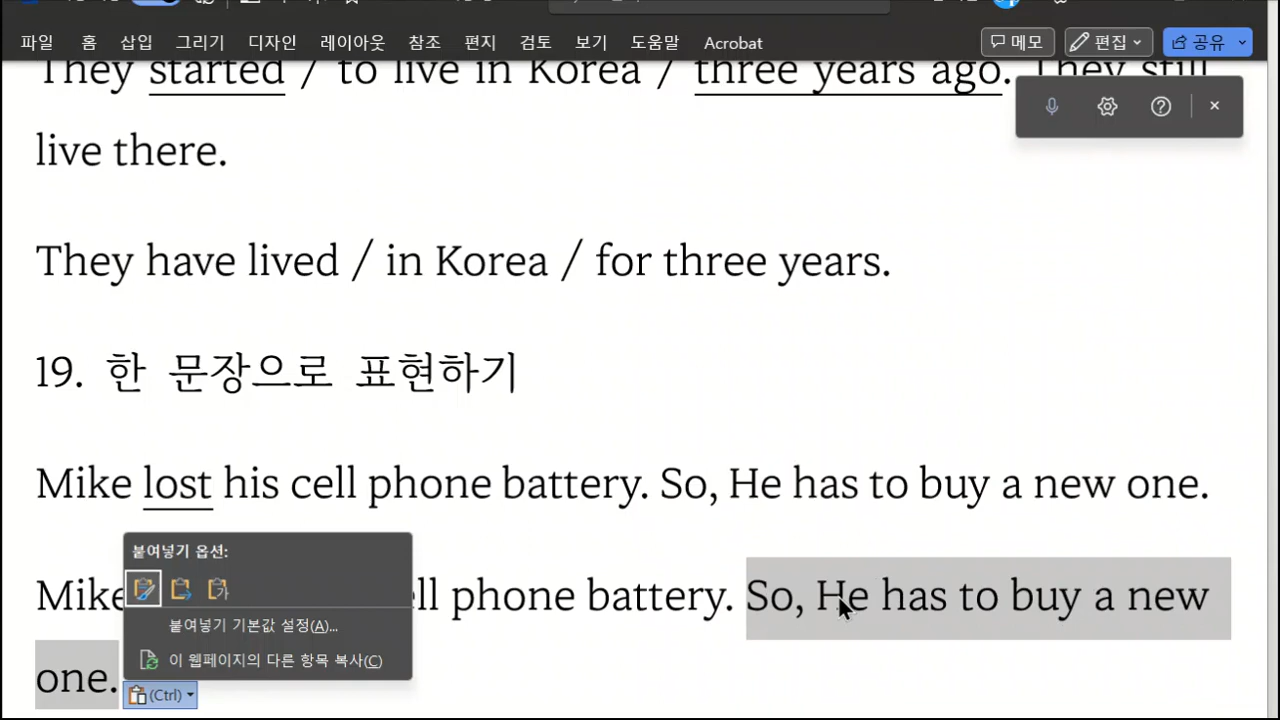 파일 홈 삽입 그리기 디자인 레이아웃 참조 편지 검토 보기 도움말 Acrobat 메모 편집 공유
They started / to live in Korea / three years ago. They still
live there.
They have lived / in Korea / for three years.
19. 한 문장으로 표현하기
Mike lost his cell phone battery. So, He has to buy a new one.
Mike ll phone battery. So, He has to buy a new
one.
붙여넣기 옵션:
붙여넣기 기본값 설정(A)...
이 웹페이지의 다른 항목 복사(C)
(Ctrl)